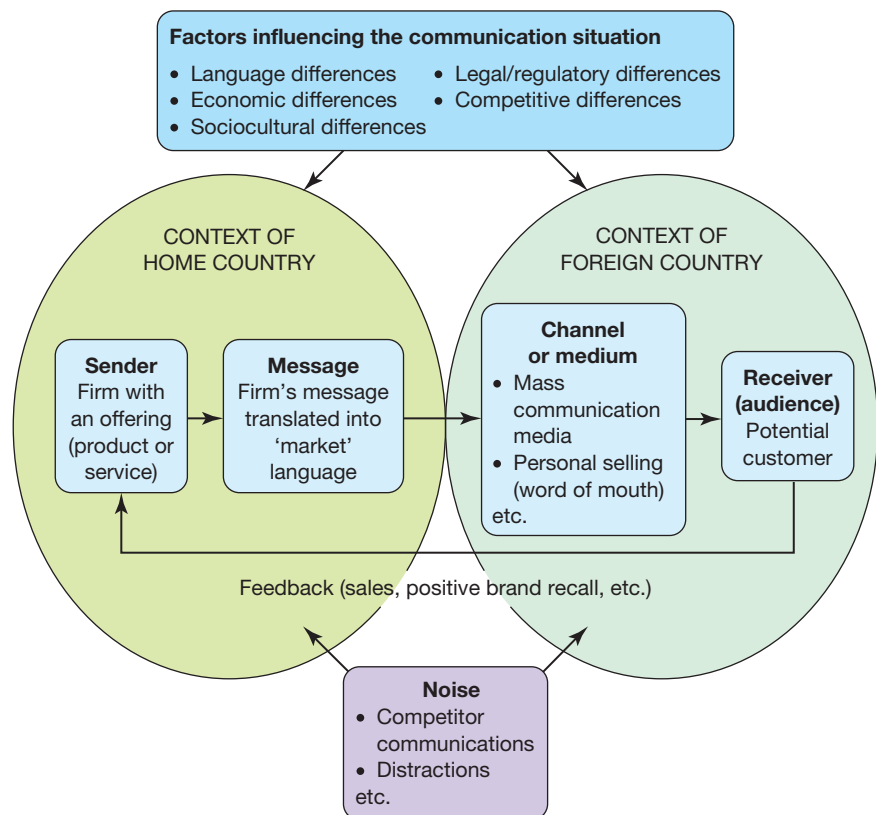 Factors influencing the communication situation
• Language differences
• Economic differences
• Sociocultural differences
• Legal/regulatory differences
• Competitive differences
CONTEXT OF
HOME COUNTRY
CONTEXT OF
FOREIGN COUNTRY
Sender
Firm with
an offering
(product or
service)
Message
Firm's message
translated into
‘market’
language
Channel
or medium
• Mass
communication
media
• Personal selling
(word of mouth)
etc.
Receiver
(audience)
Potential
customer
Feedback (sales, positive brand recall, etc.)
Noise
• Competitor
communications
• Distractions
etc.